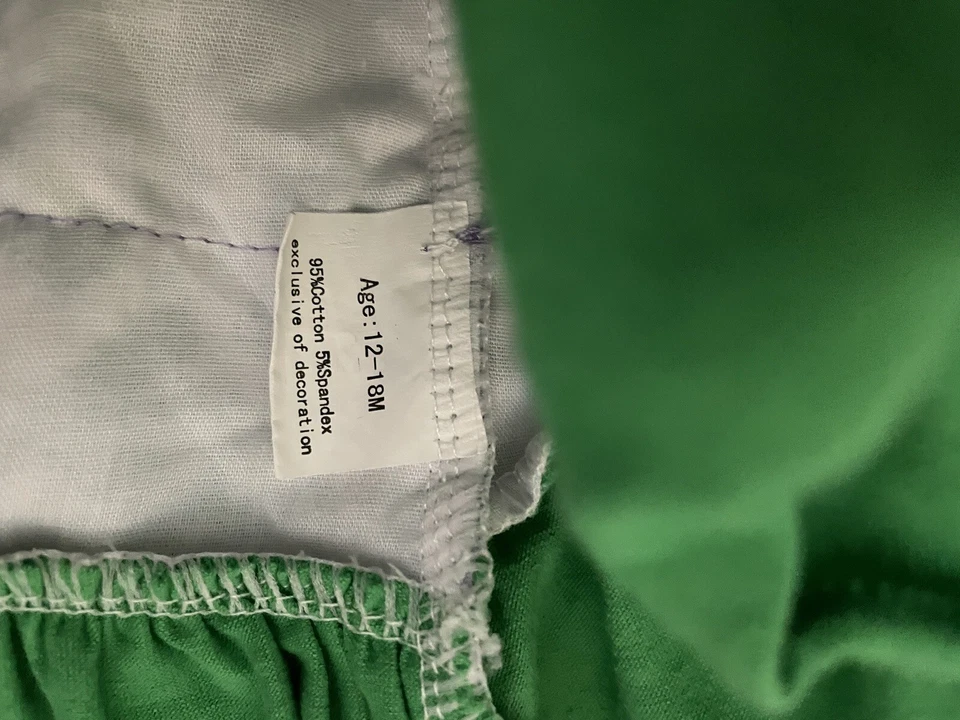 Age:12-18M
95%Cotton 5%Spandex
exclusive of decoration